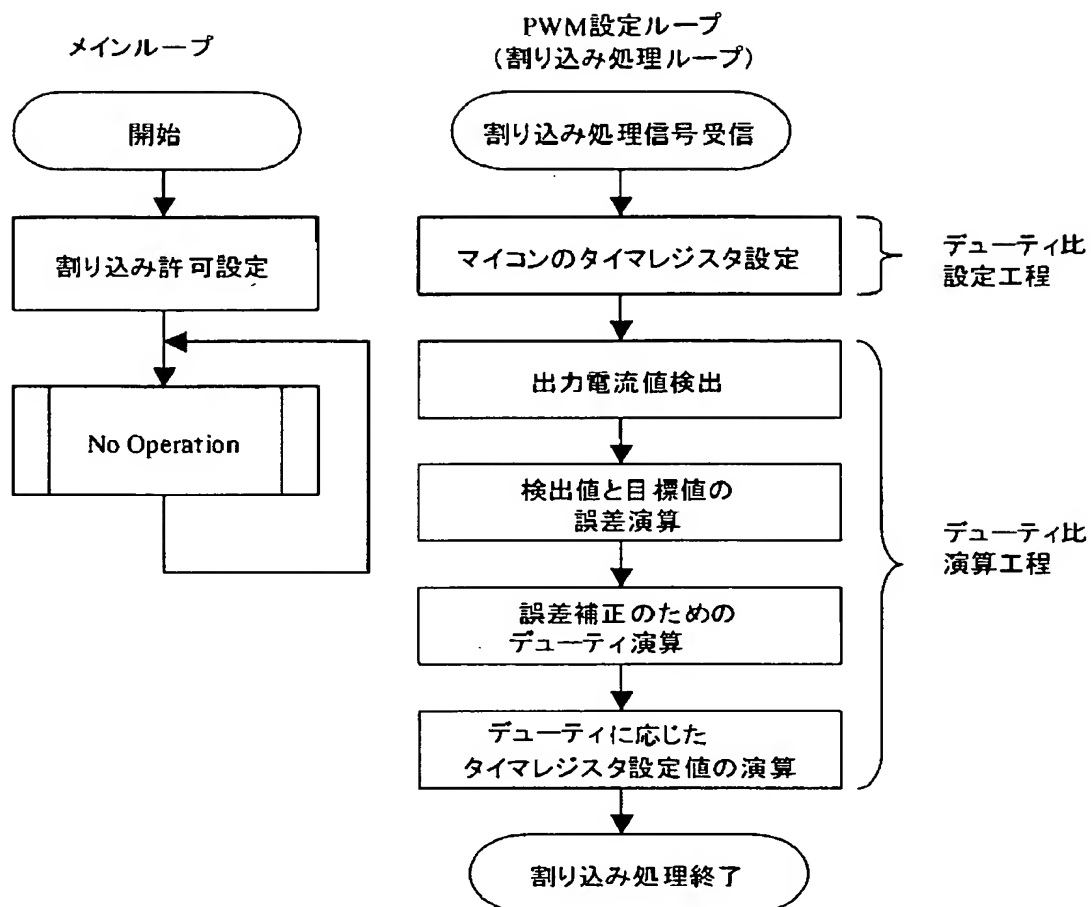 メインループ
開始
割り込み許可設定
No Operation
PWM設定ループ
(割り込み処理ループ)
割り込み処理信号受信
マイコンのタイマレジスタ設定
デューティ比
設定工程
出力電流値検出
検出値と目標値の
誤差演算
誤差補正のための
デューティ演算
デューティに応じた
タイマレジスタ設定値の演算
デューティ比
演算工程
割り込み処理終了